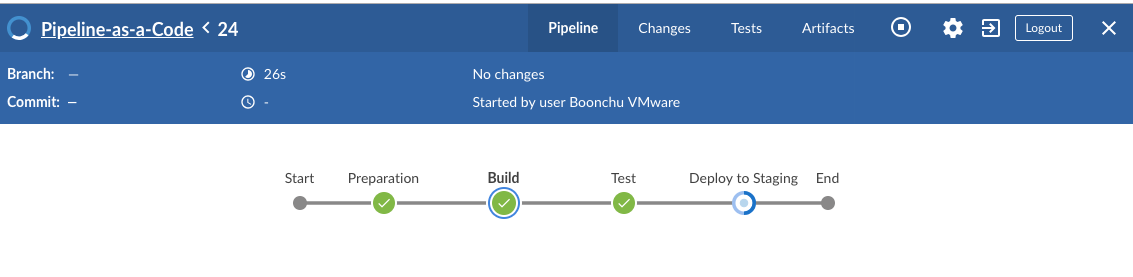 Pipeline-as-a-Code < 24 Pipeline Changes Tests Artifacts Logout
Branch: — 26s No changes
Commit: — - Started by user Boonchu VMware
Start Preparation Build Test Deploy to Staging End